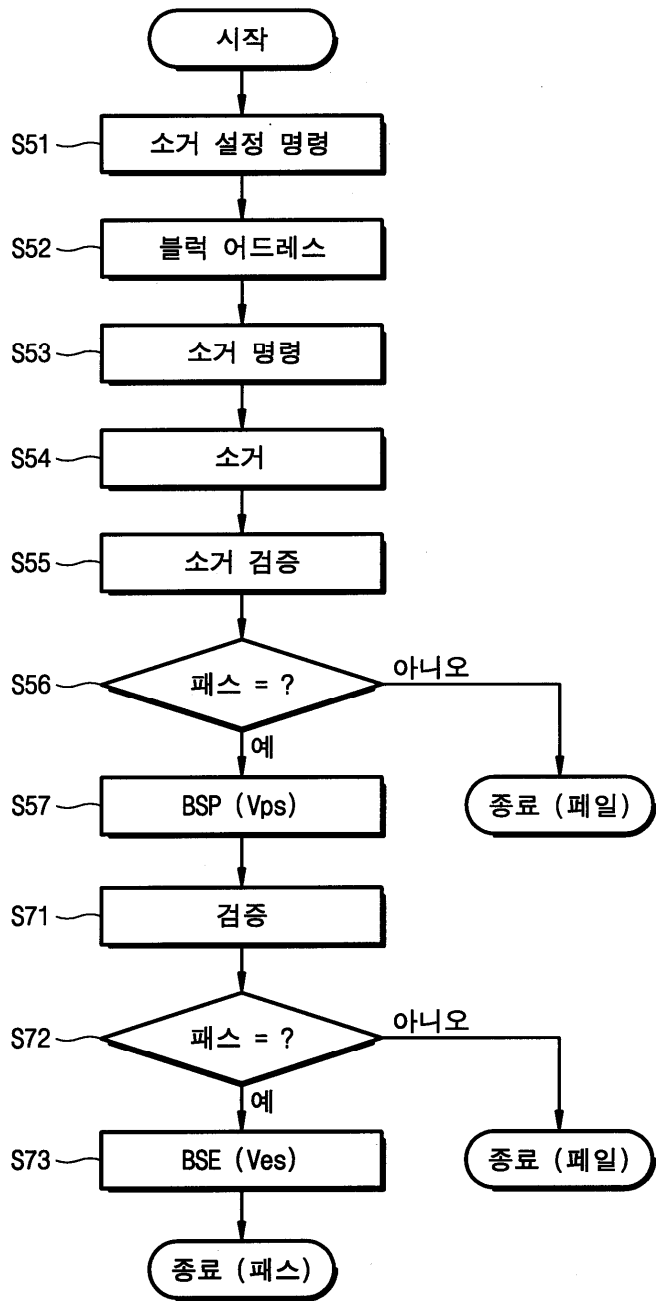 시작
S51 소거 설정 명령
S52 블럭 어드레스
S53 소거 명령
S54 소거
S55 소거 검증
S56 패스 = ? 아니오
예
S57 BSP (Vps) 종료 (페일)
S71 검증
S72 패스 = ? 아니오
예
S73 BSE (Ves) 종료 (페일)
종료 (패스)